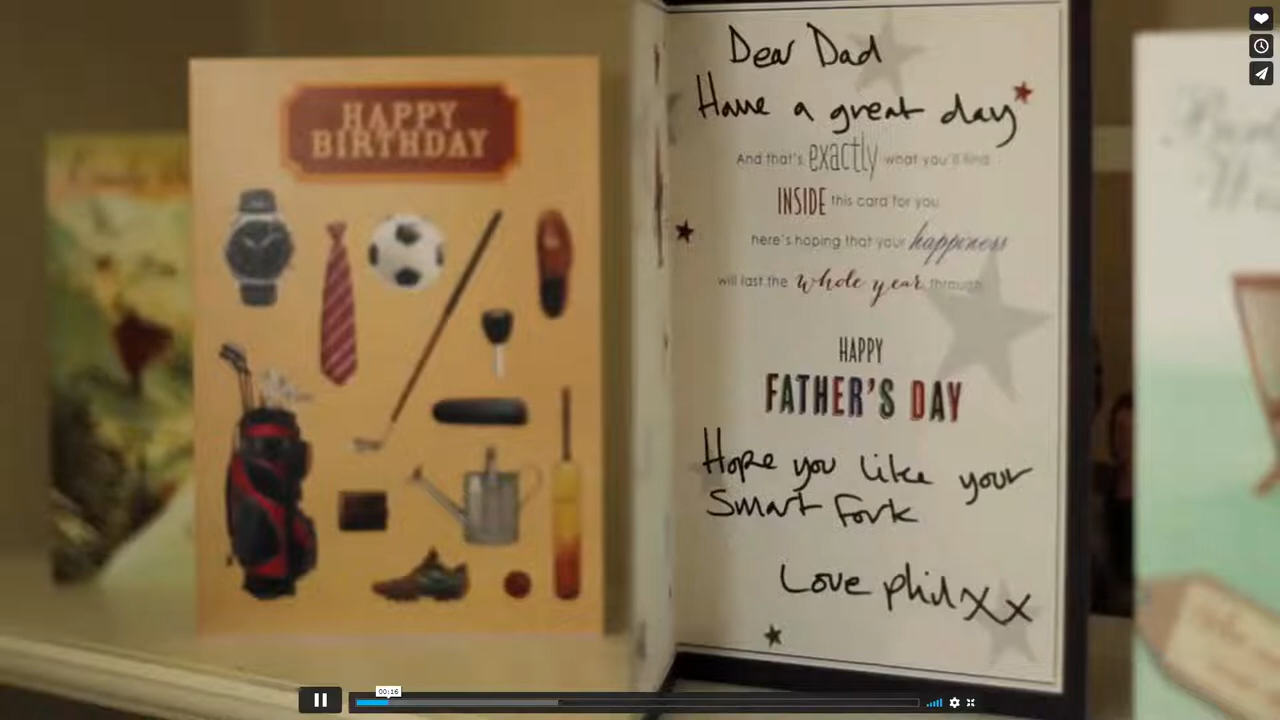 HAPPY
BIRTHDAY
Dear Dad
Have a great day
And that's exactly what you'll find
INSIDE this card for you
here's hoping that your happiness
will last the whole year through
HAPPY
FATHER'S DAY
Hope you like your
Smart Fork
Love phil xx
00:16